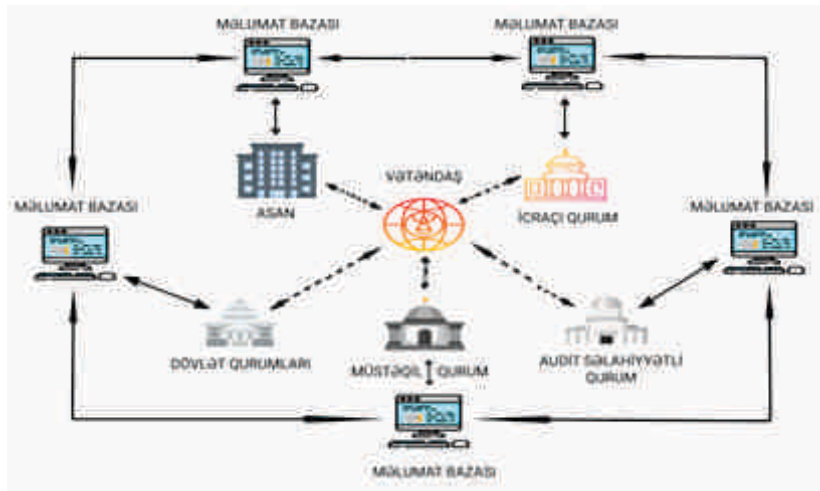 MƏLUMAT BAZASI
MƏLUMAT BAZASI
VƏTƏNDAŞ
ASAN
İCRAÇI QURUM
MƏLUMAT BAZASI
MƏLUMAT BAZASI
DÖVLƏT QURUMLARI
MÜSTƏQİL QURUM
AUDİT SƏLAHİYYƏTLİ
QURUM
MƏLUMAT BAZASI